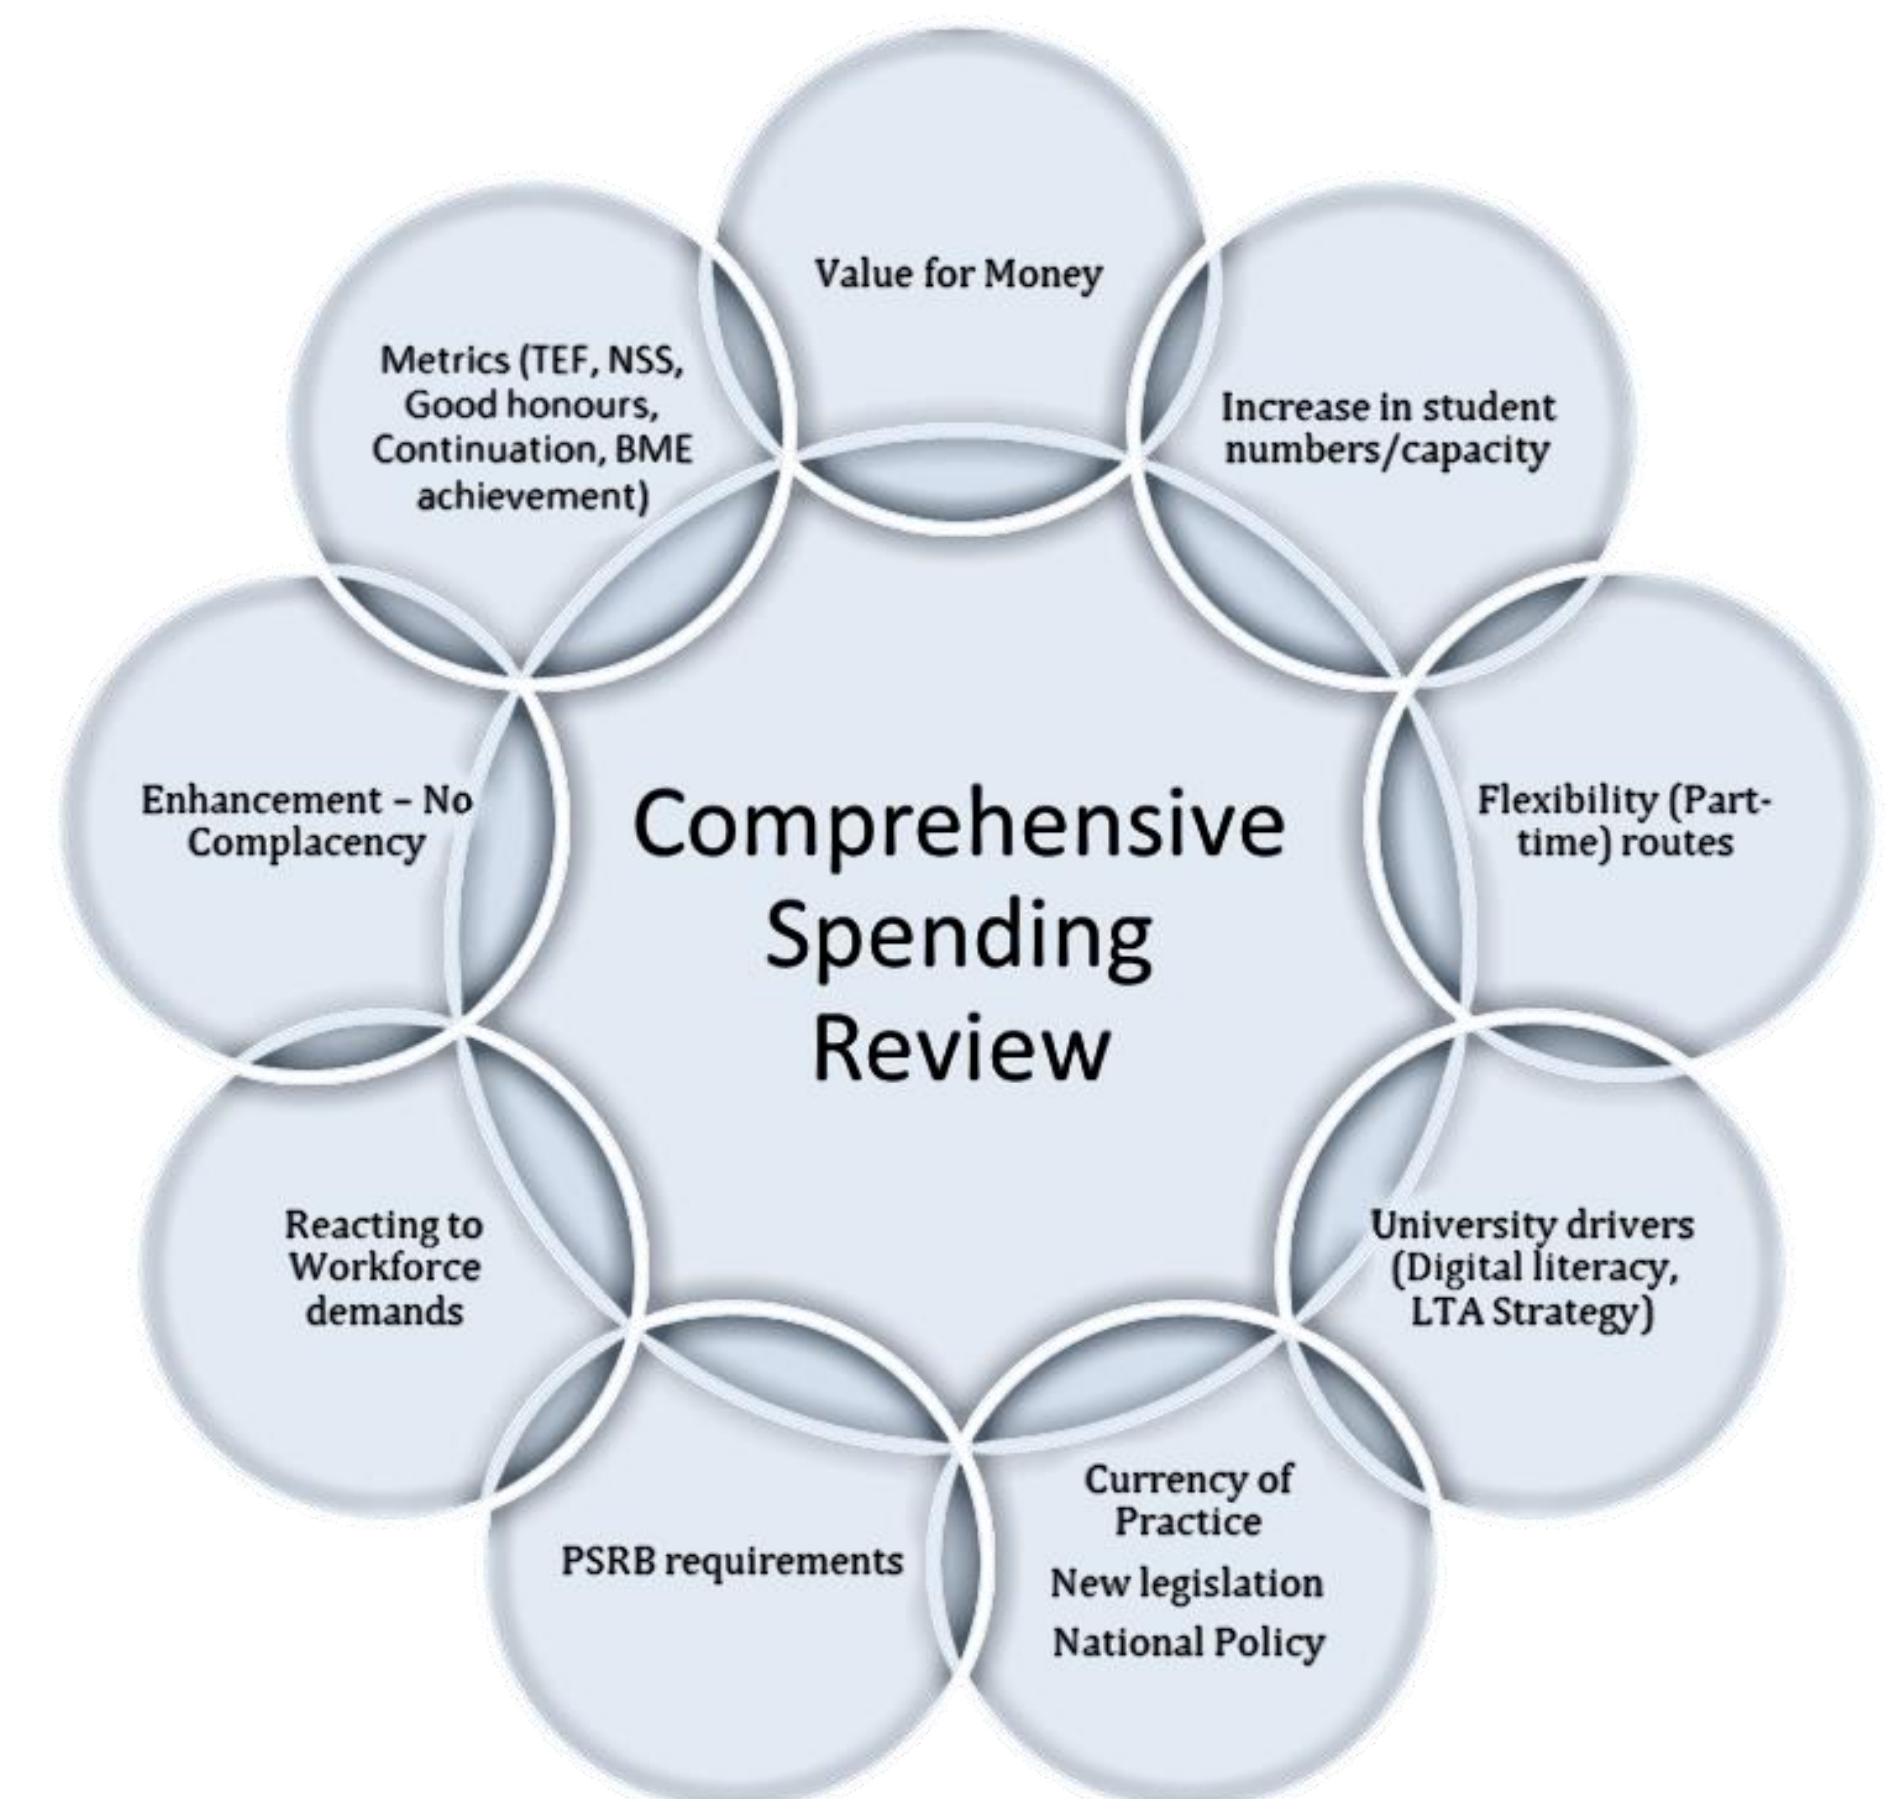 Value for Money
Increase in student
numbers/capacity
Flexibility (Part-
time) routes
University drivers
(Digital literacy,
LTA Strategy)
Currency of
Practice
New legislation
National Policy
PSRB requirements
Reacting to
Workforce
demands
Enhancement – No
Complacency
Metrics (TEF, NSS,
Good honours,
Continuation, BME
achievement)
Comprehensive
Spending
Review